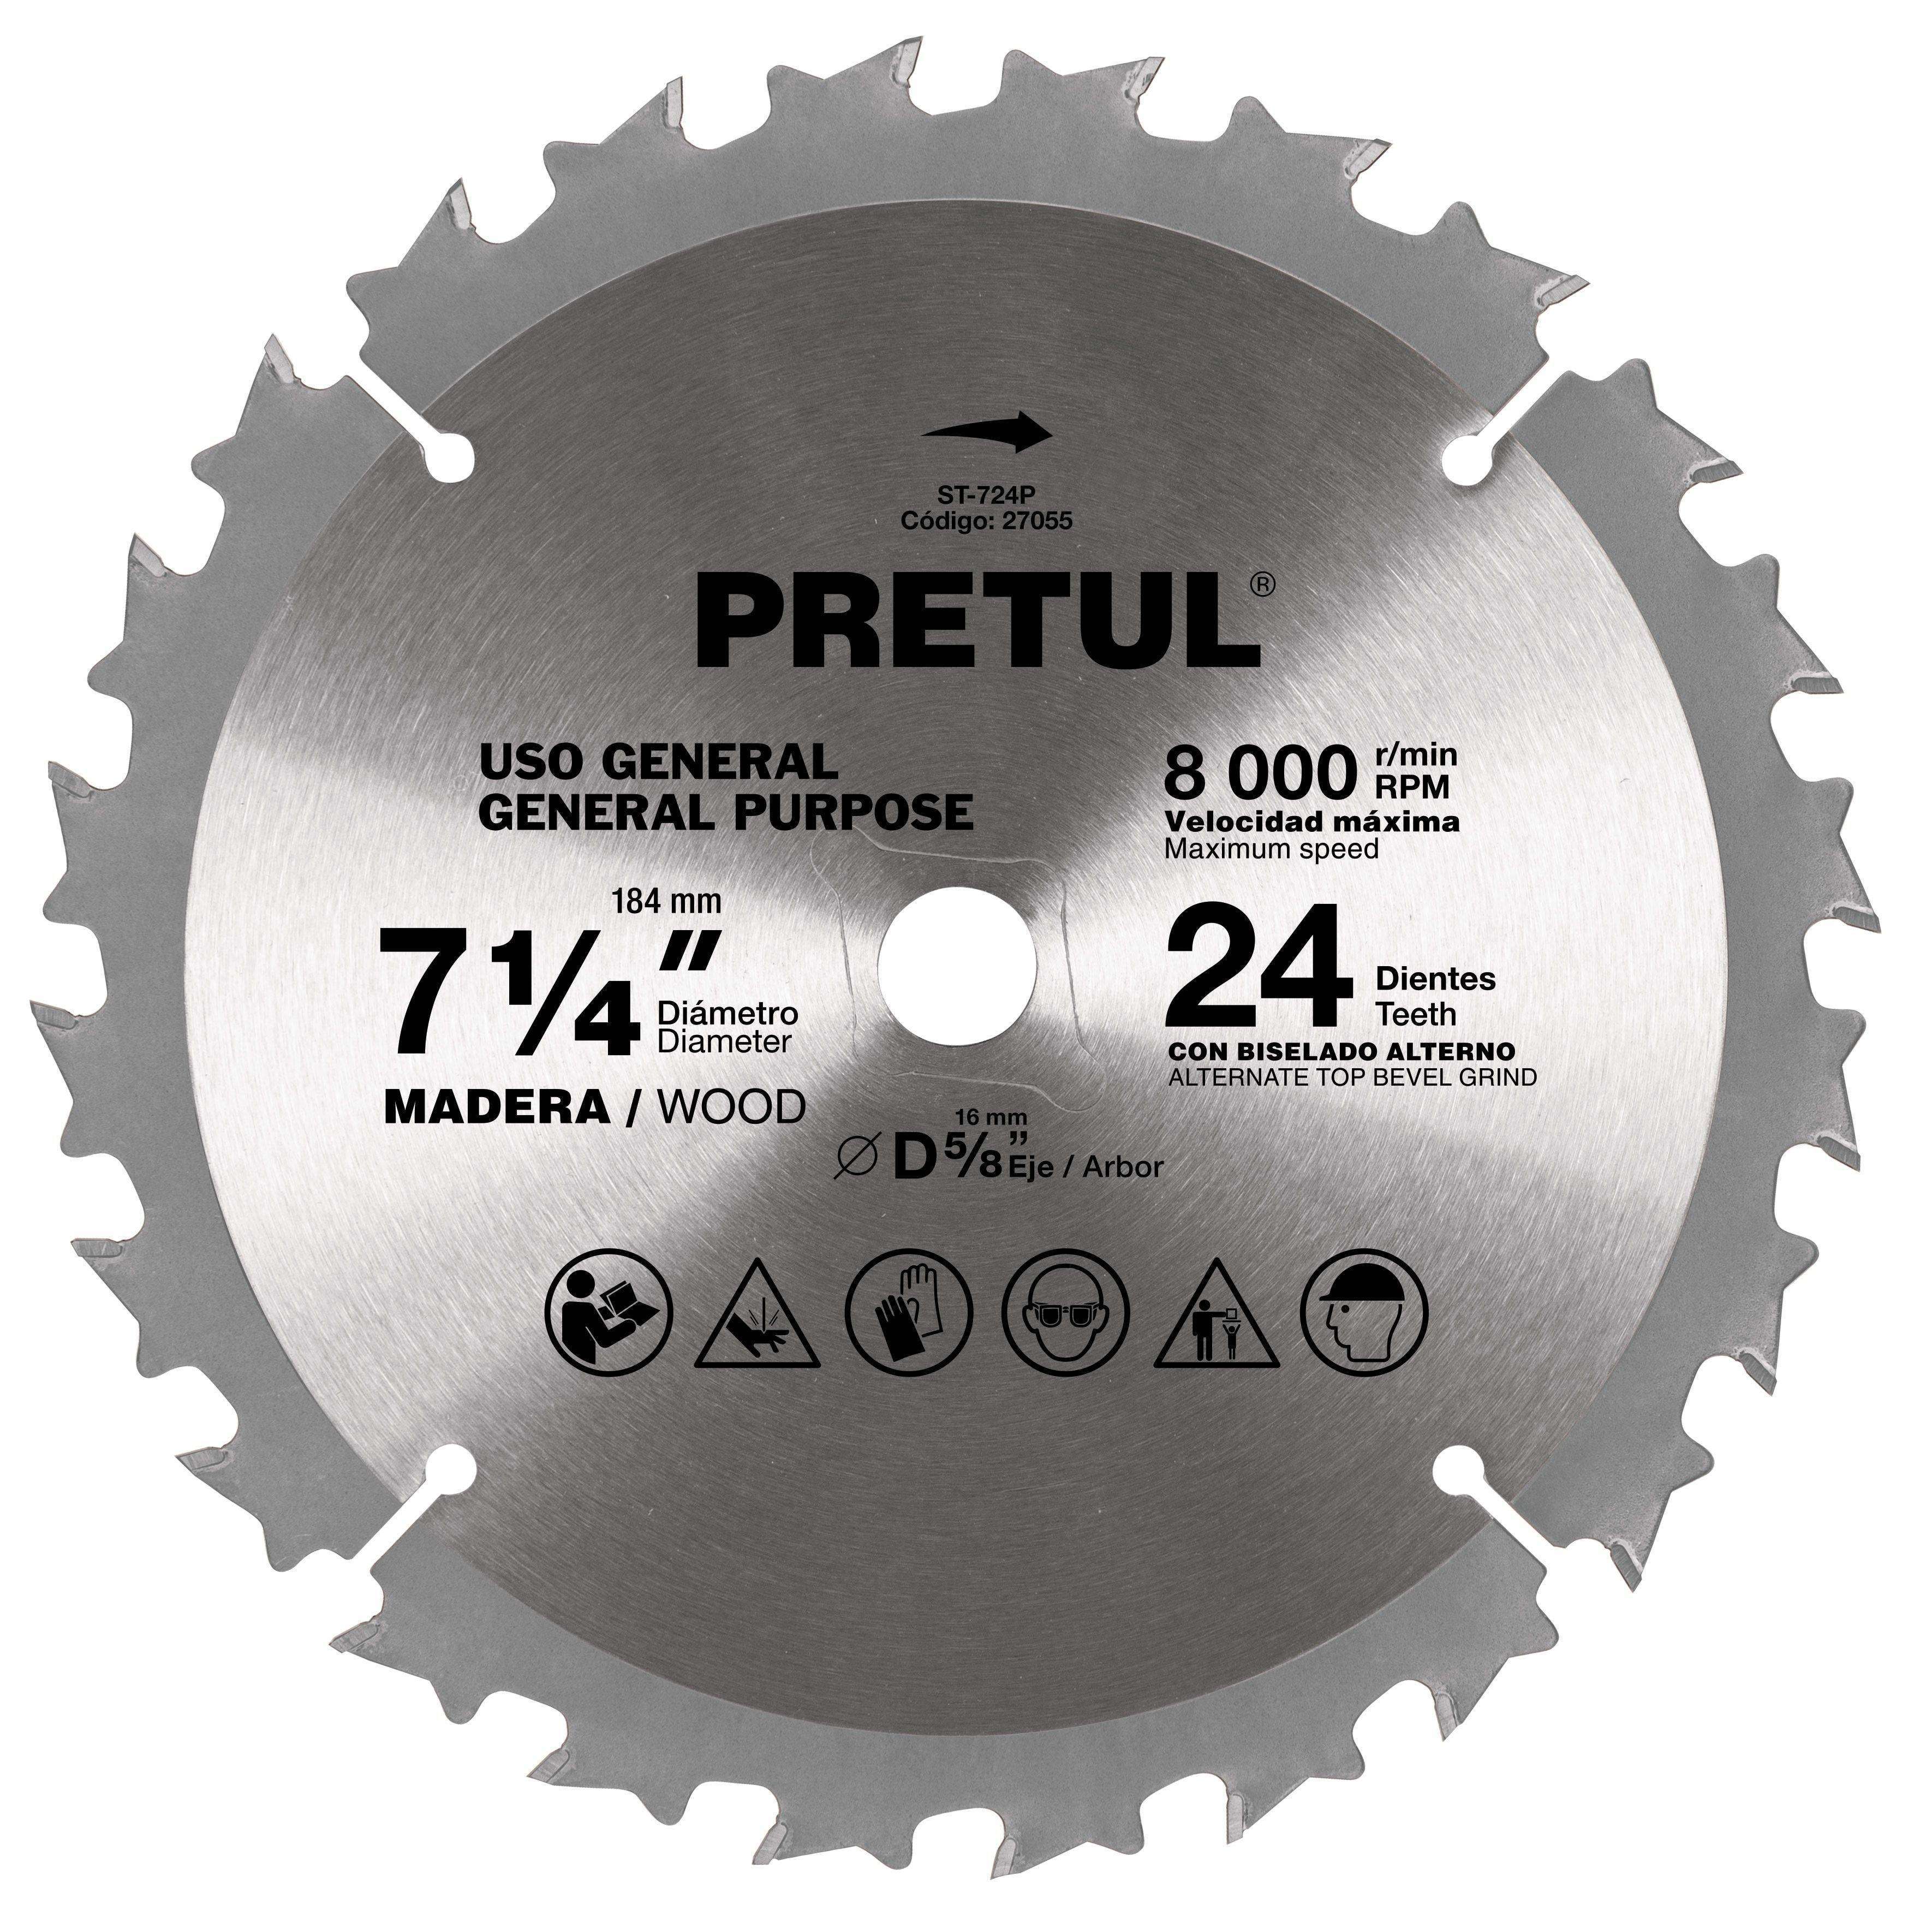 ST-724P
Código: 27055
PRETUL®
USO GENERAL
GENERAL PURPOSE
8 000 r/min
RPM
Velocidad máxima
Maximum speed
184 mm
7 1/4"
Diámetro
Diameter
MADERA / WOOD
24 Dientes
Teeth
CON BISELADO ALTERNO
ALTERNATE TOP BEVEL GRIND
16 mm
Ø D 5/8" Eje / Arbor